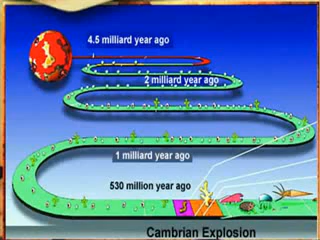 4.5 milliard year ago
2 milliard year ago
1 milliard year ago
530 million year ago
Cambrian Explosion